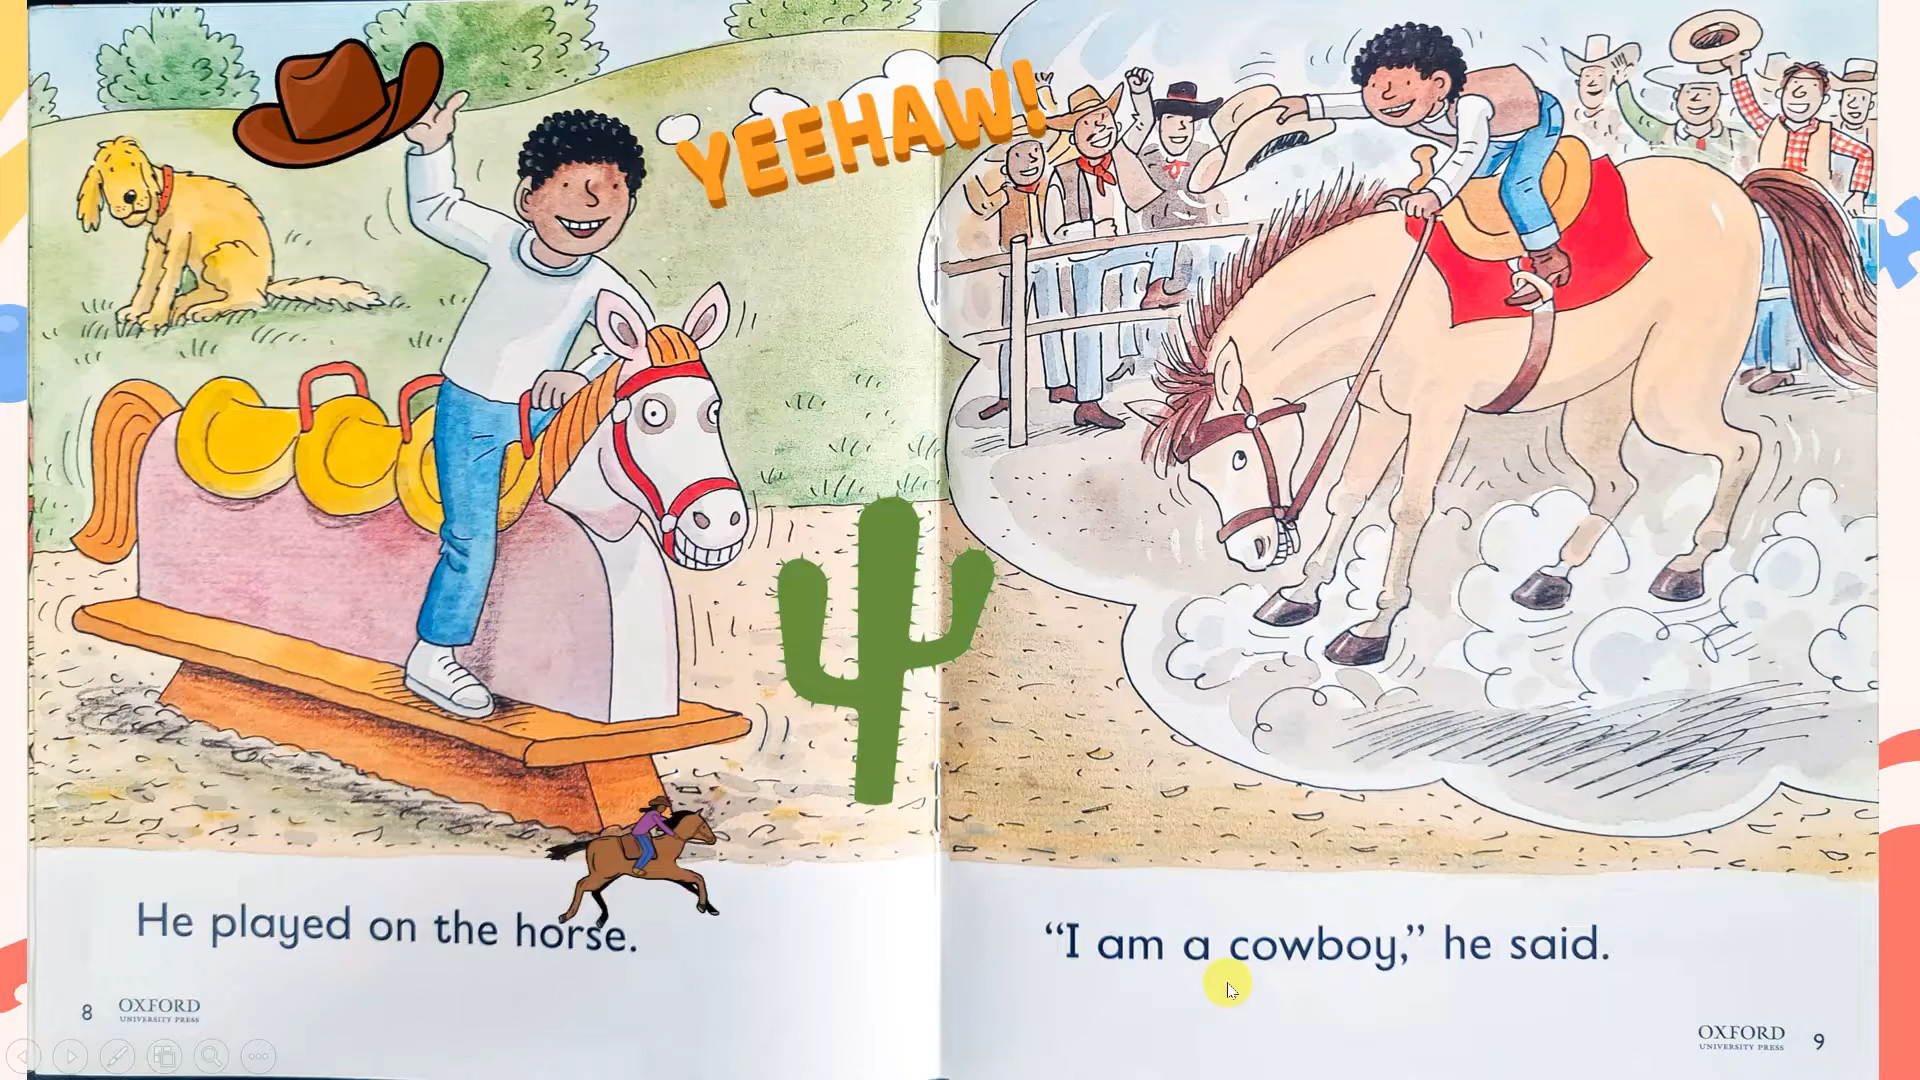 YEEHAW!
He played on the horse.
8
OXFORD
UNIVERSITY PRESS
"I am a cowboy," he said.
OXFORD
UNIVERSITY PRESS
9